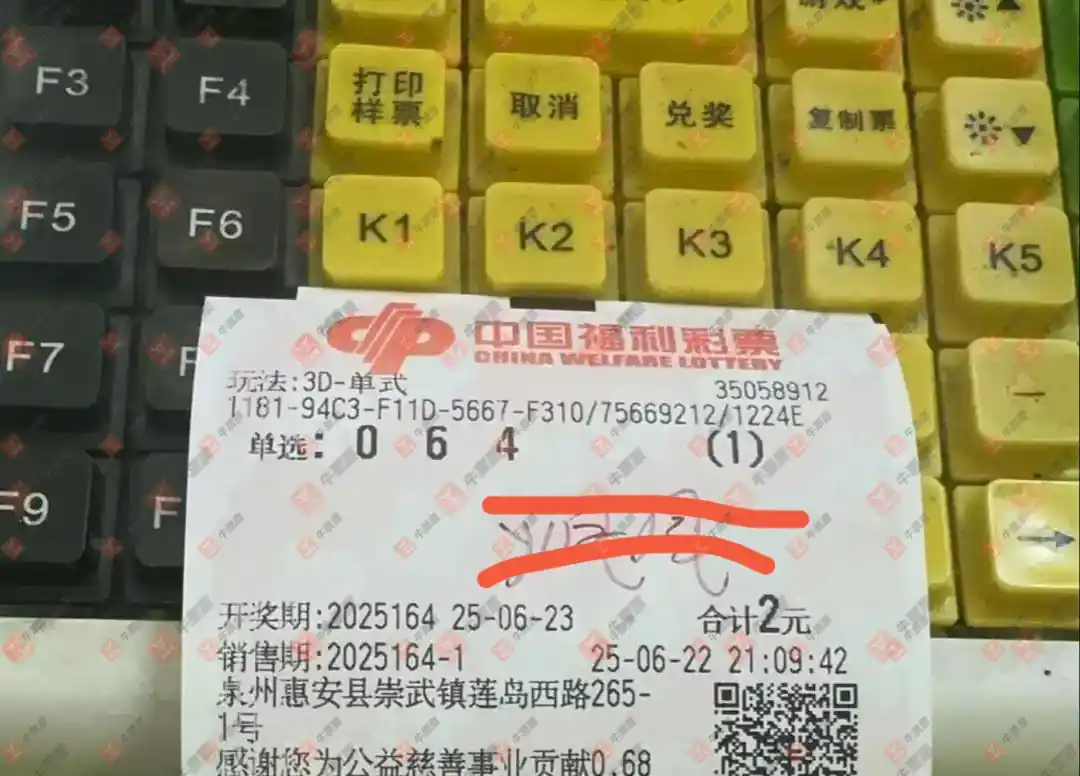 游戏
F3 F4 打印样票 取消 兑奖 复制票
F5 F6 K1 K2 K3 K4 K5
F7 F
中国福利彩票
CHINA WELFARE LOTTERY
玩法:3D-单式 35058912
1181-94C3-F11D-5667-F310/75669212/1224E
单选: 0 6 4 (1)
F9 F
开奖期:2025164 25-06-23 合计2元
销售期:2025164-1 25-06-22 21:09:42
泉州惠安县崇武镇莲岛西路265-
1号
感谢您为公益慈善事业贡献0.68